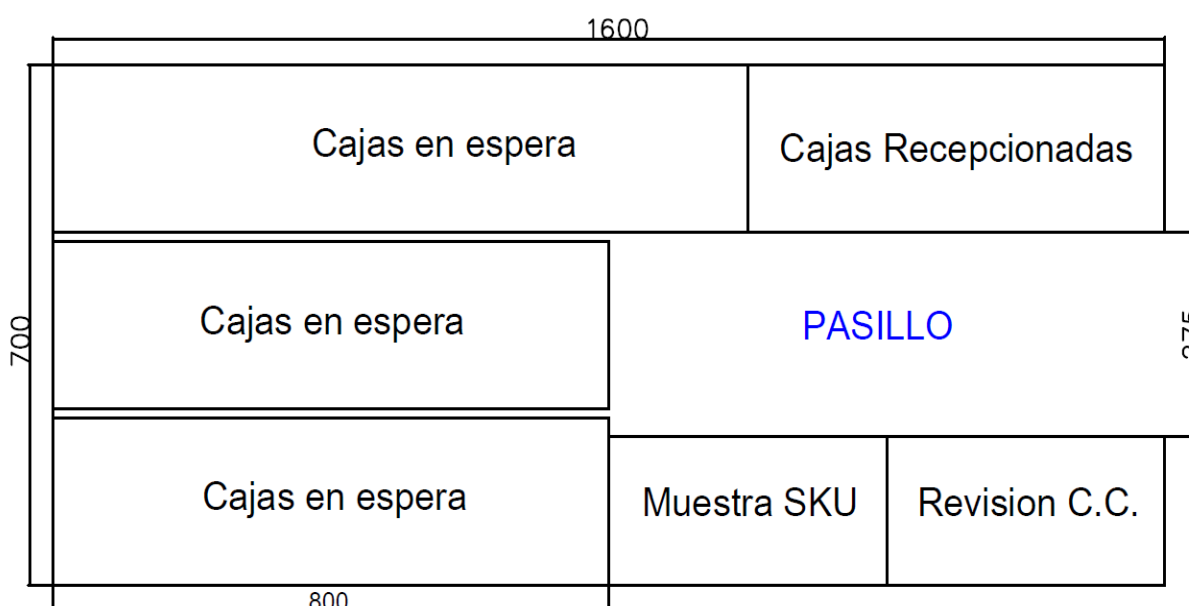 1600
Cajas en espera
Cajas Recepcionadas
Cajas en espera
PASILLO
700
Cajas en espera
Muestra SKU
Revision C.C.
800